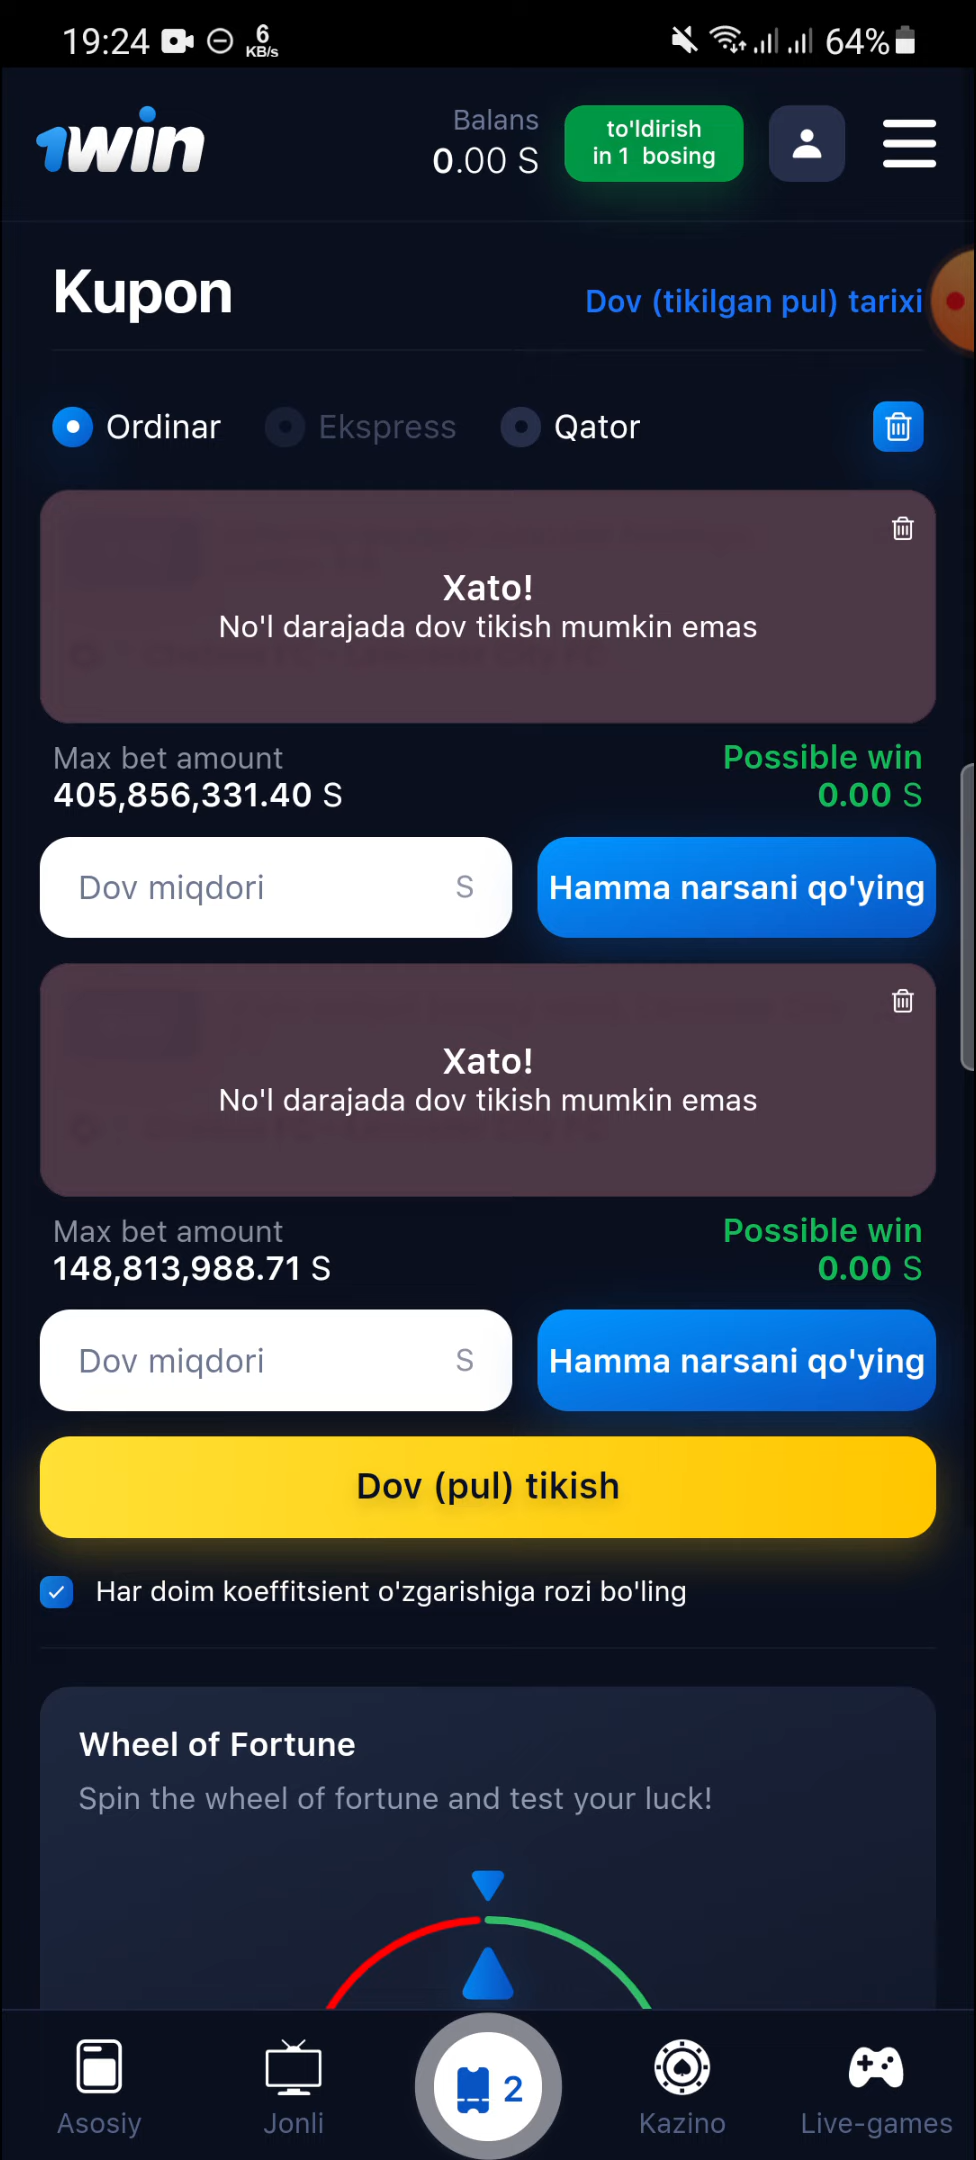 19:24
6
KB/s
64%
1win
Balans
0.00 S
to'ldirish
in 1 bosing
Kupon
Dov (tikilgan pul) tarixi
Ordinar
Ekspress
Qator
Xato!
No'l darajada dov tikish mumkin emas
Max bet amount
Possible win
405,856,331.40 S
0.00 S
Dov miqdori S
Hamma narsani qo'ying
Xato!
No'l darajada dov tikish mumkin emas
Max bet amount
Possible win
148,813,988.71 S
0.00 S
Dov miqdori S
Hamma narsani qo'ying
Dov (pul) tikish
Har doim koeffitsient o'zgarishiga rozi bo'ling
Wheel of Fortune
Spin the wheel of fortune and test your luck!
2
Asosiy
Jonli
Kazino
Live-games